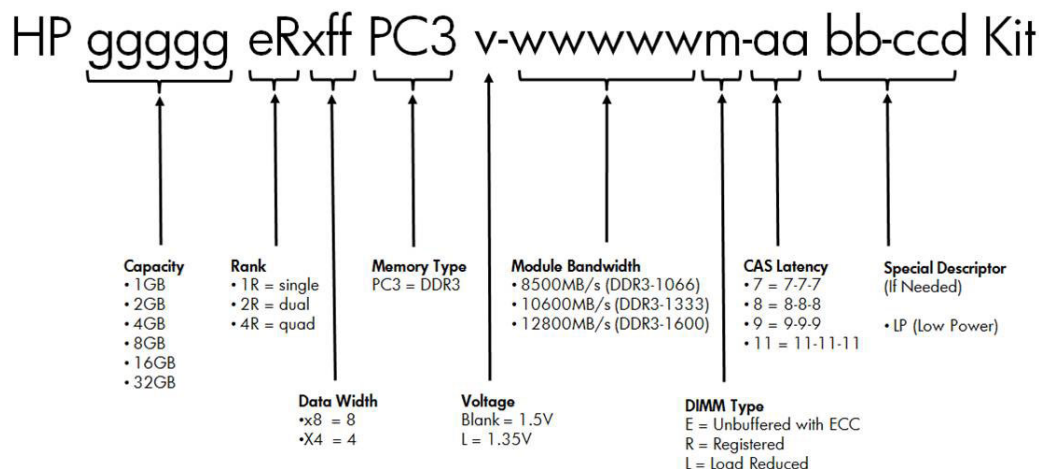 HP ggggg eRxff PC3 v-wwwwwm-aa bb-ccd Kit
Capacity
• 1GB
• 2GB
• 4GB
• 8GB
• 16GB
• 32GB
Rank
• 1R = single
• 2R = dual
• 4R = quad
Memory Type
PC3 = DDR3
Module Bandwidth
• 8500MB/s (DDR3-1066)
• 10600MB/s (DDR3-1333)
• 12800MB/s (DDR3-1600)
CAS Latency
• 7 = 7-7-7
• 8 = 8-8-8
• 9 = 9-9-9
• 11 = 11-11-11
Special Descriptor
(If Needed)
• LP (Low Power)
Data Width
•x8 = 8
•X4 = 4
Voltage
Blank = 1.5V
L = 1.35V
DIMM Type
E = Unbuffered with ECC
R = Registered
L = Load Reduced